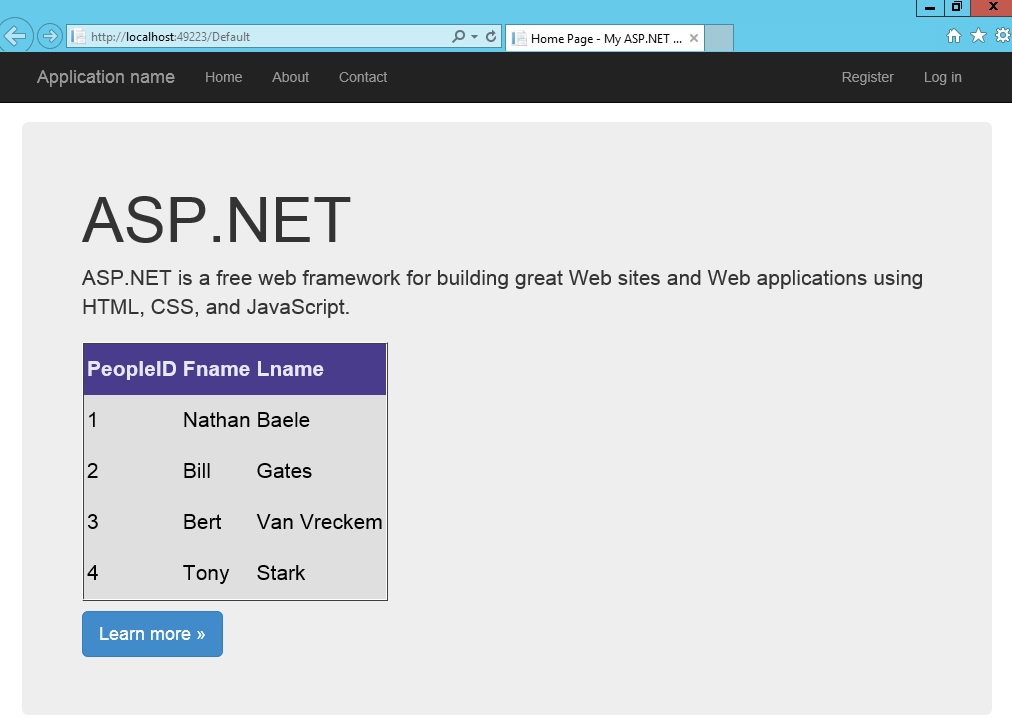 http://localhost:49223/Default
Home Page - My ASP.NET ...
Application name Home About Contact Register Log in
ASP.NET
ASP.NET is a free web framework for building great Web sites and Web applications using
HTML, CSS, and JavaScript.
PeopleID Fname Lname
1 Nathan Baele
2 Bill Gates
3 Bert Van Vreckem
4 Tony Stark
Learn more »